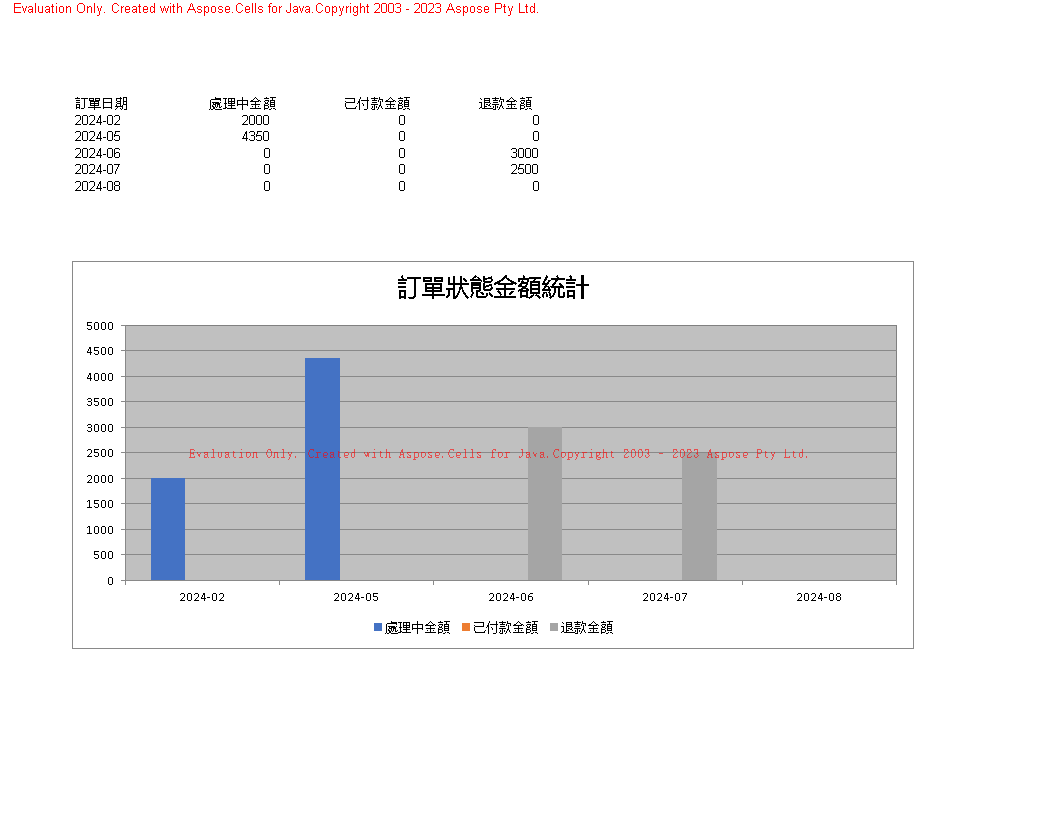 Evaluation Only. Created with Aspose.Cells for Java.Copyright 2003 - 2023 Aspose Pty Ltd.
訂單日期 處理中金額 已付款金額 退款金額
2024-02 2000 0 0
2024-05 4350 0 0
2024-06 0 0 3000
2024-07 0 0 2500
2024-08 0 0 0
訂單狀態金額統計
5000
4500
4000
3500
3000
2500
Evaluation Only. Created with Aspose.Cells for Java.Copyright 2003 - 2023 Aspose Pty Ltd.
2000
1500
1000
500
0
2024-02 2024-05 2024-06 2024-07 2024-08
處理中金額 已付款金額 退款金額